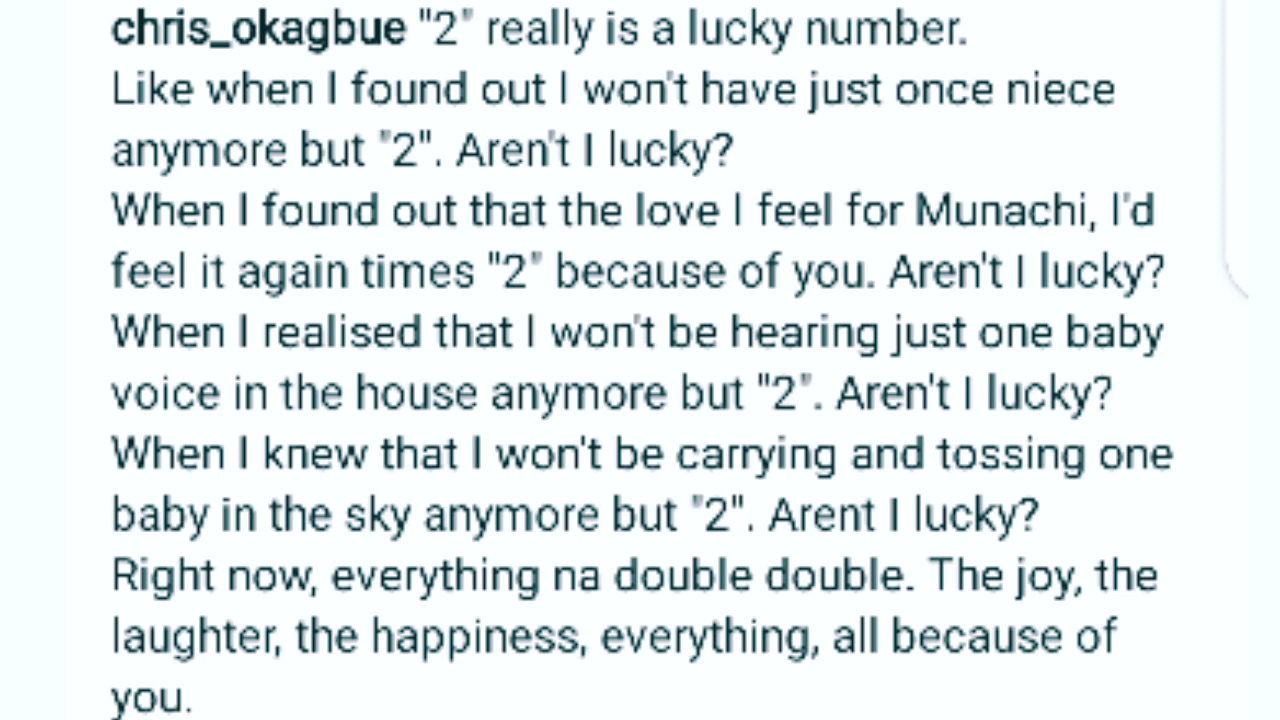 chris_okagbue "2" really is a lucky number.
Like when I found out I won't have just once niece
anymore but "2". Aren't I lucky?
When I found out that the love I feel for Munachi, I'd
feel it again times "2" because of you. Aren't I lucky?
When I realised that I won't be hearing just one baby
voice in the house anymore but "2". Aren't I lucky?
When I knew that I won't be carrying and tossing one
baby in the sky anymore but "2". Arent I lucky?
Right now, everything na double double. The joy, the
laughter, the happiness, everything, all because of
you.